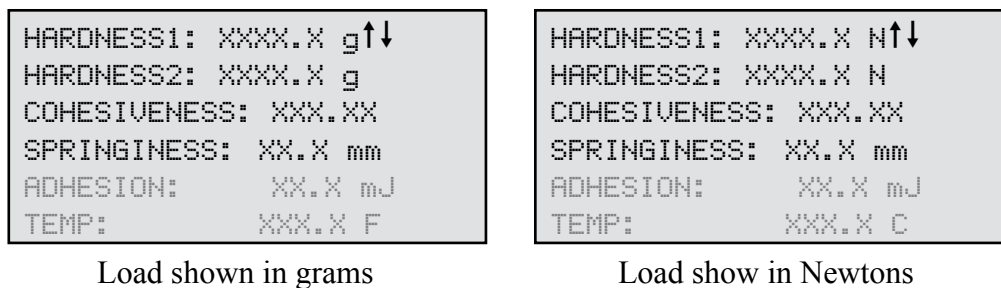 HARDNESS1: XXXX.X g↑↓
HARDNESS2: XXXX.X g
COHESIVENESS: XXX.XX
SPRINGINESS: XX.X mm
ADHESION: XX.X mJ
TEMP: XXX.X F
Load shown in grams
HARDNESS1: XXXX.X N↑↓
HARDNESS2: XXXX.X N
COHESIVENESS: XXX.XX
SPRINGINESS: XX.X mm
ADHESION: XX.X mJ
TEMP: XXX.X C
Load show in Newtons